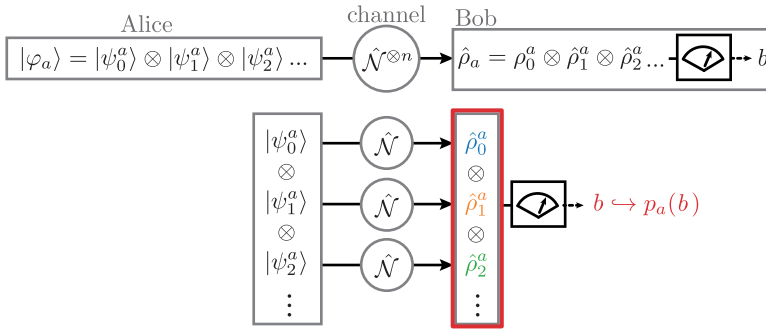 Alice channel Bob
|φ_a⟩ = |ψ_0^a⟩ ⊗ |ψ_1^a⟩ ⊗ |ψ_2^a⟩ ... 𝒩̂^{⊗n} ρ̂_a = ρ_0^a ⊗ ρ̂_1^a ⊗ ρ̂_2^a ... b
|ψ_0^a⟩ 𝒩̂ ρ̂_0^a
⊗ ⊗
|ψ_1^a⟩ 𝒩̂ ρ̂_1^a b ↪ p_a(b)
⊗ ⊗
|ψ_2^a⟩ 𝒩̂ ρ̂_2^a
⋮ ⋮